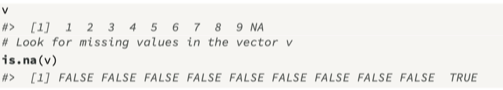 v
#> [1] 1 2 3 4 5 6 7 8 9 NA
# Look for missing values in the vector v
is.na(v)
#> [1] FALSE FALSE FALSE FALSE FALSE FALSE FALSE FALSE FALSE TRUE